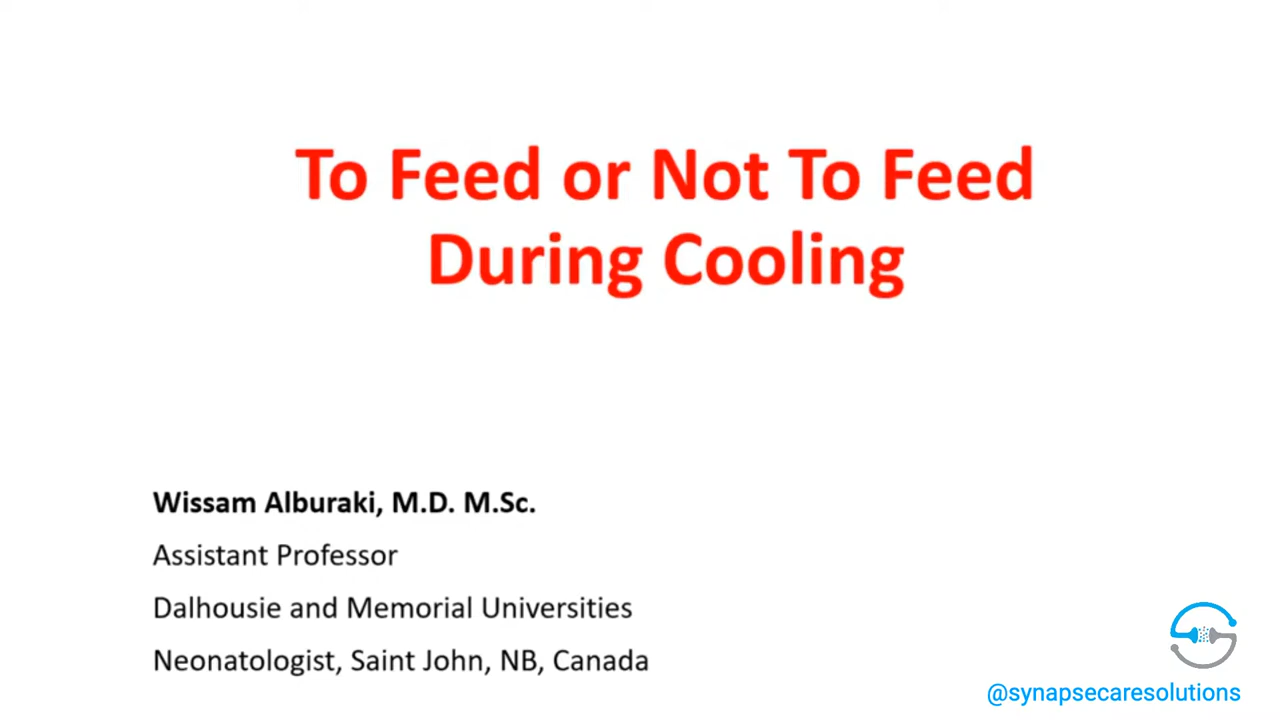 To Feed or Not To Feed
During Cooling
Wissam Alburaki, M.D. M.Sc.
Assistant Professor
Dalhousie and Memorial Universities
Neonatologist, Saint John, NB, Canada
@synapsecaresolutions